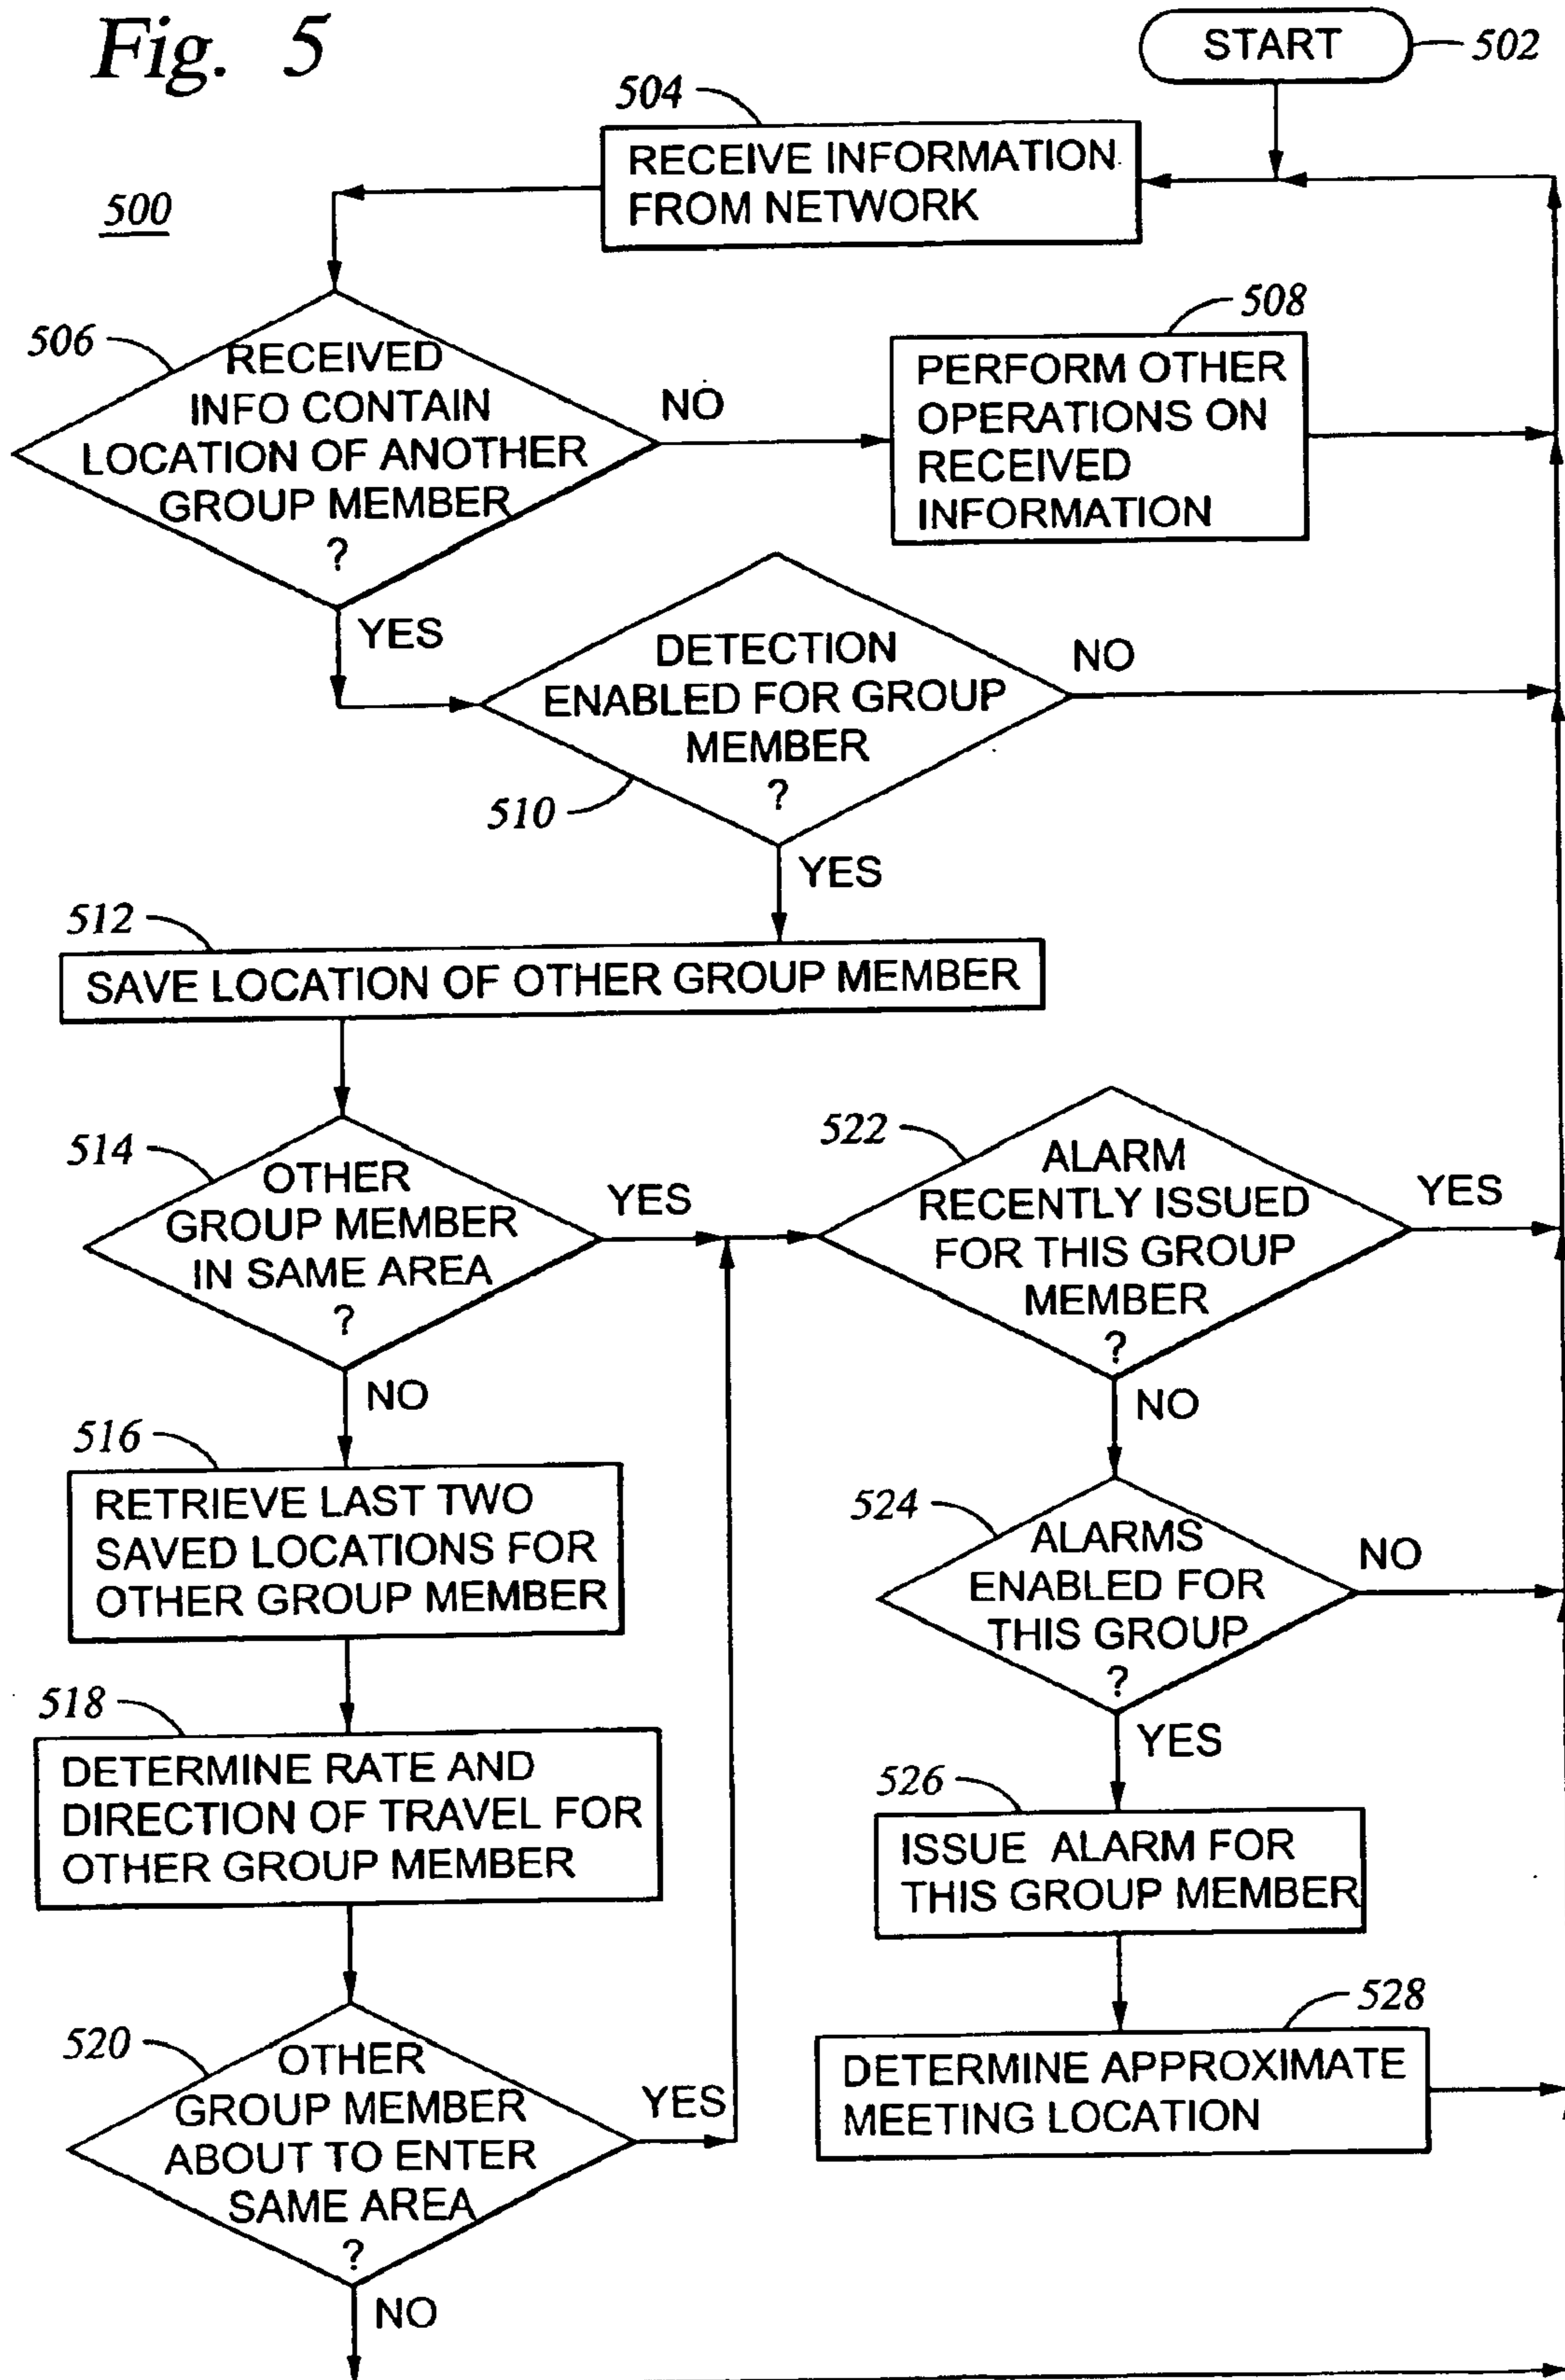 Fig. 5
START
502
504
RECEIVE INFORMATION
FROM NETWORK
500
506
RECEIVED
INFO CONTAIN
LOCATION OF ANOTHER
GROUP MEMBER
?
NO
508
PERFORM OTHER
OPERATIONS ON
RECEIVED
INFORMATION
YES
DETECTION
ENABLED FOR GROUP
MEMBER
?
NO
510
YES
512
SAVE LOCATION OF OTHER GROUP MEMBER
514
OTHER
GROUP MEMBER
IN SAME AREA
?
YES
522
ALARM
RECENTLY ISSUED
FOR THIS GROUP
MEMBER
?
YES
NO
NO
516
RETRIEVE LAST TWO
SAVED LOCATIONS FOR
OTHER GROUP MEMBER
524
ALARMS
ENABLED FOR
THIS GROUP
?
NO
YES
518
DETERMINE RATE AND
DIRECTION OF TRAVEL FOR
OTHER GROUP MEMBER
526
ISSUE ALARM FOR
THIS GROUP MEMBER
520
OTHER
GROUP MEMBER
ABOUT TO ENTER
SAME AREA
?
YES
528
DETERMINE APPROXIMATE
MEETING LOCATION
NO